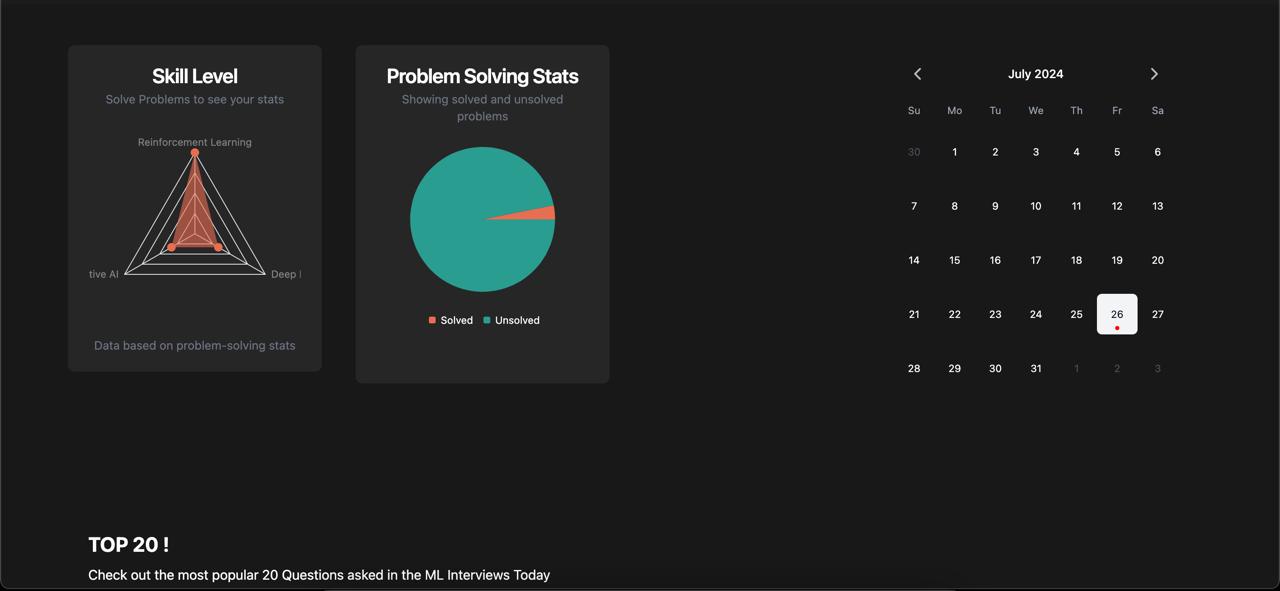 Skill Level
Solve Problems to see your stats
Reinforcement Learning
tive AI
Deep
Data based on problem-solving stats
Problem Solving Stats
Showing solved and unsolved
problems
Solved
Unsolved
July 2024
Su Mo Tu We Th Fr Sa
30 1 2 3 4 5 6
7 8 9 10 11 12 13
14 15 16 17 18 19 20
21 22 23 24 25 26 27
28 29 30 31 1 2 3
TOP 20 !
Check out the most popular 20 Questions asked in the ML Interviews Today